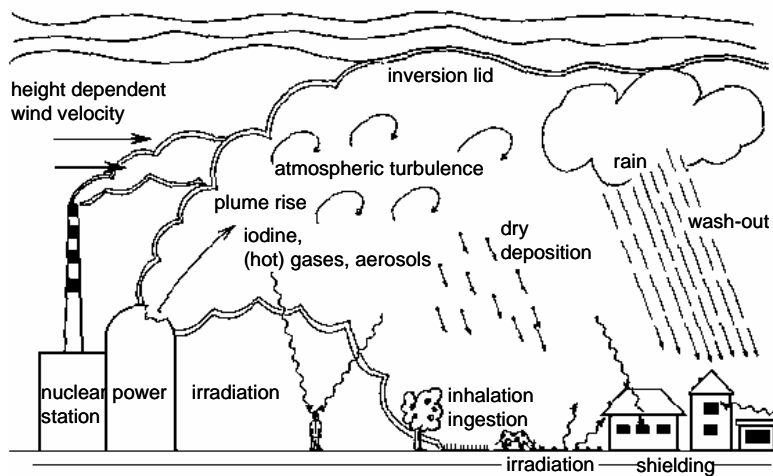 inversion lid
height dependent
wind velocity
atmospheric turbulence
rain
plume rise
wash-out
dry
deposition
iodine,
(hot) gases, aerosols
nuclear power
station
irradiation
inhalation
ingestion
irradiation
shielding